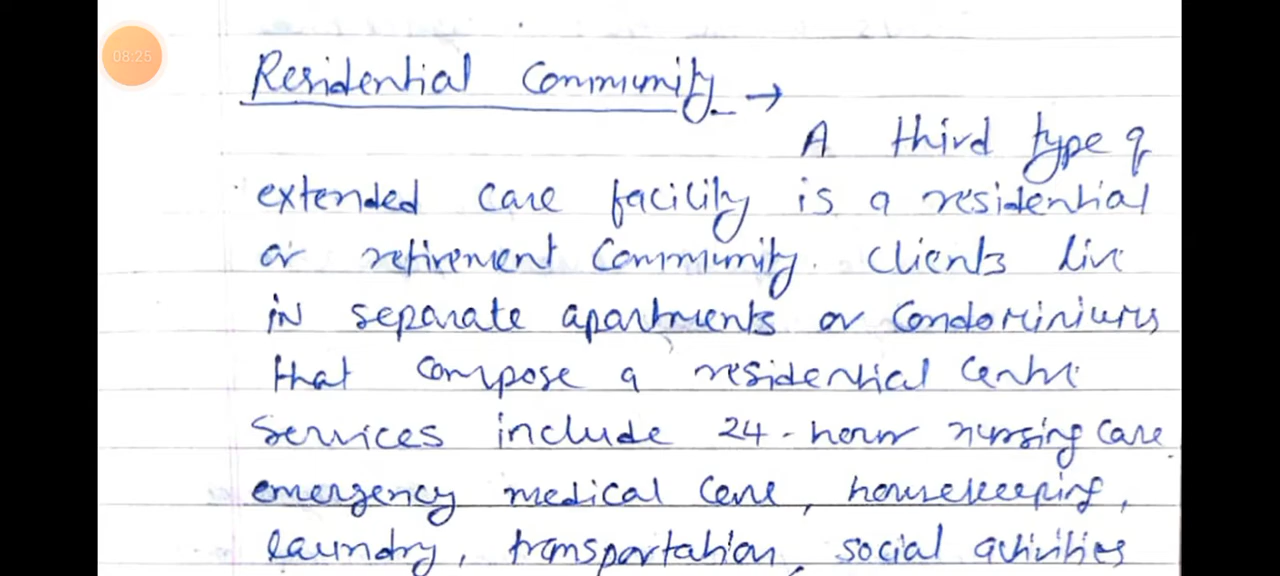 08:25
Residential Community →
A third type of
extended care facility is a residential
or retirement Community. Clients live
in separate apartments or Condominiums
that compose a residential Centre
Services include 24-hour nursing care
emergency medical care, housekeeping,
laundry, transportation, social activities